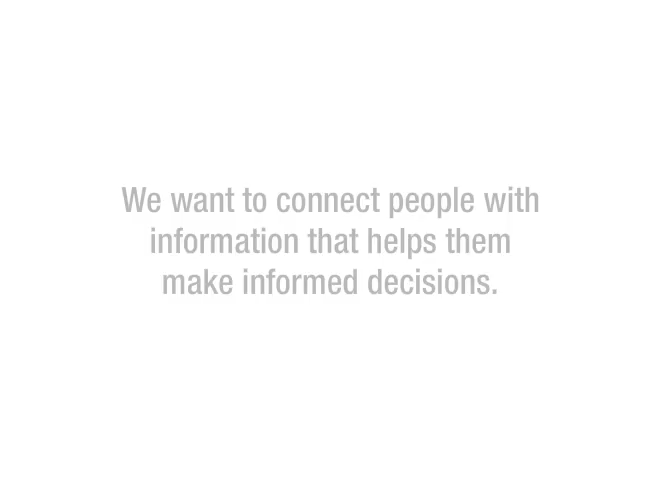 We want to connect people with
information that helps them
make informed decisions.